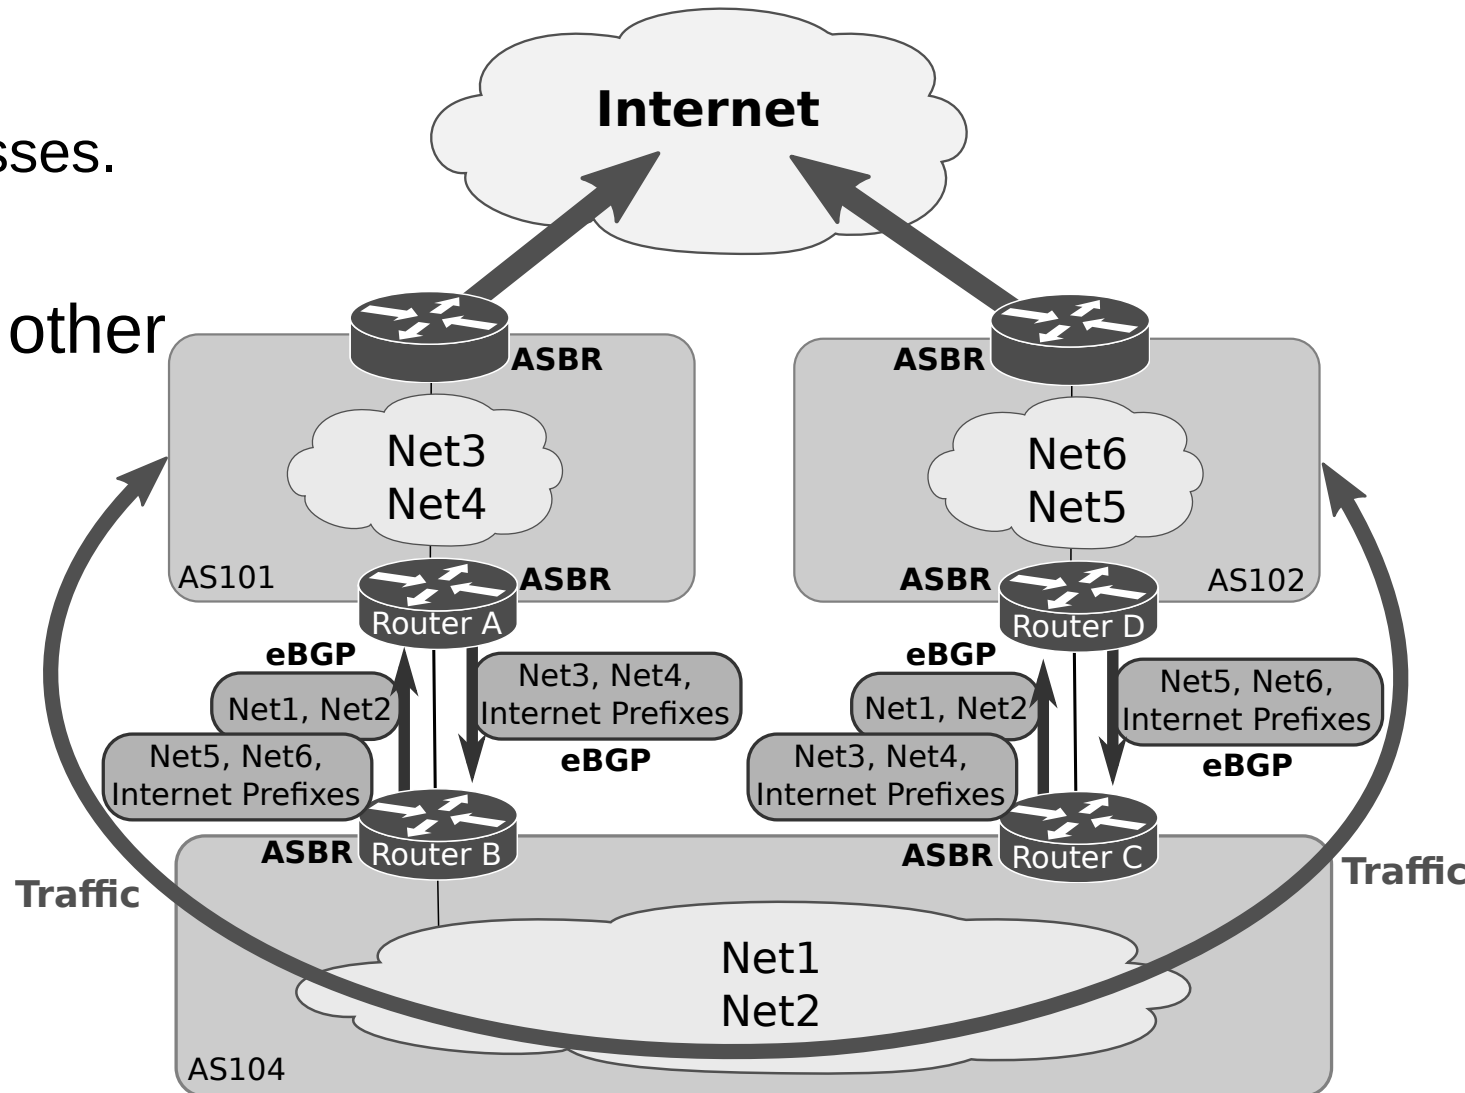 Internet
sses.
other
ASBR
ASBR
Net3
Net4
Net6
Net5
AS101
ASBR
ASBR
AS102
Router A
Router D
eBGP
Net1, Net2
Net3, Net4,
Internet Prefixes
eBGP
Net5, Net6,
Internet Prefixes
eBGP
Net1, Net2
Net5, Net6,
Internet Prefixes
eBGP
Net3, Net4,
Internet Prefixes
ASBR
Router B
ASBR
Router C
Traffic
Traffic
Net1
Net2
AS104